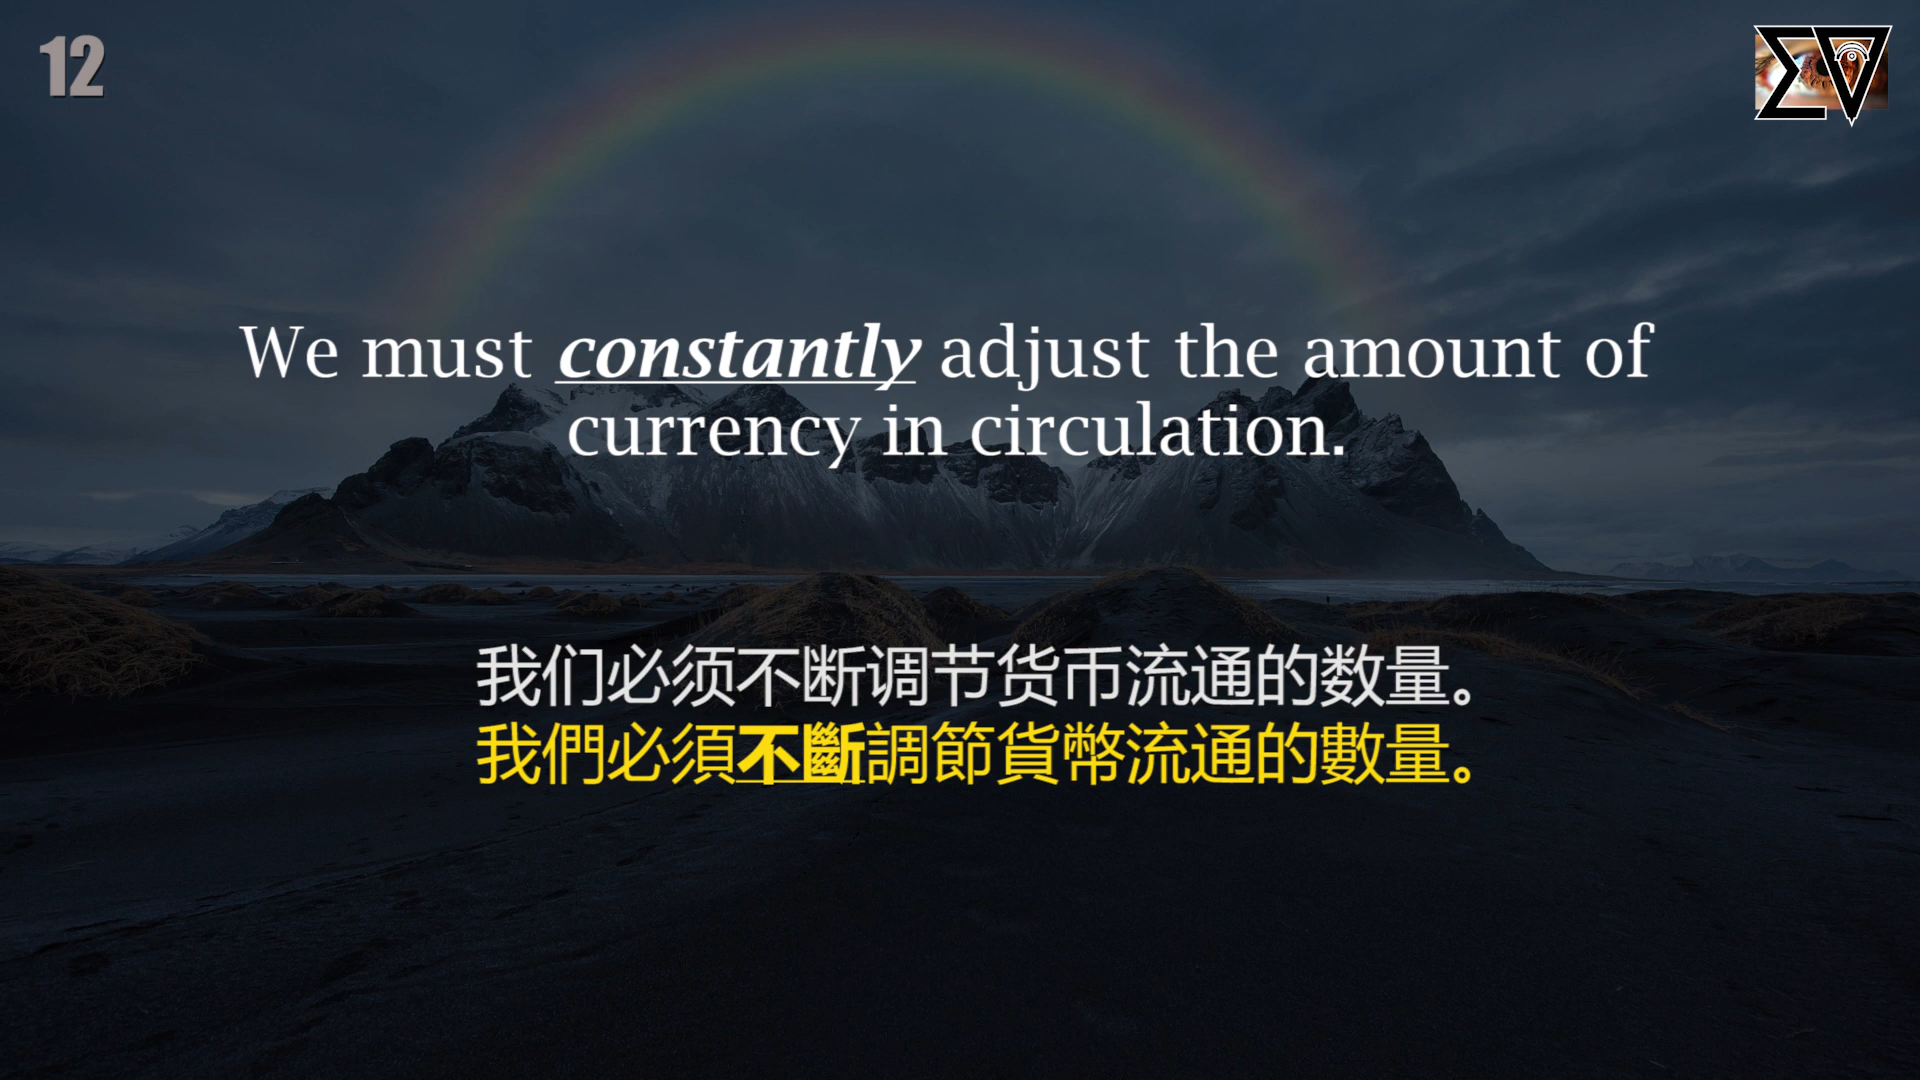 12
We must constantly adjust the amount of
currency in circulation.
我们必须不断调节货币流通的数量。
我們必須不斷調節貨幣流通的數量。